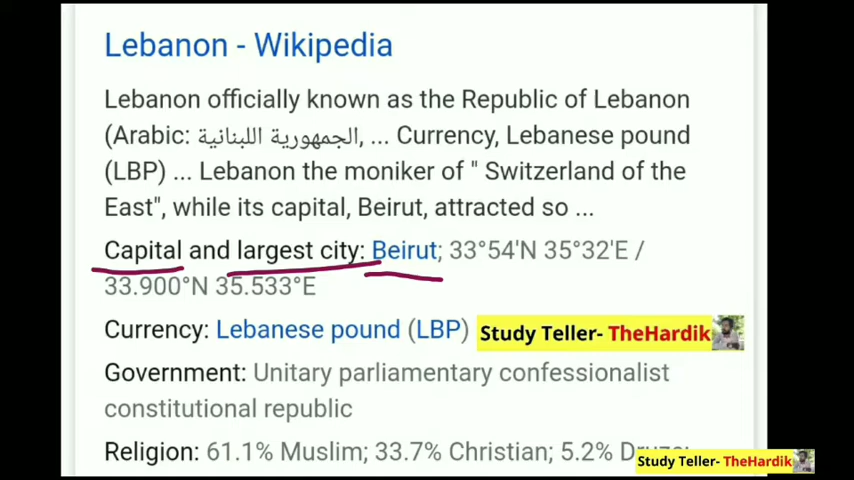 Lebanon - Wikipedia
Lebanon officially known as the Republic of Lebanon
(Arabic: الجمهورية اللبنانية, ... Currency, Lebanese pound
(LBP) ... Lebanon the moniker of " Switzerland of the
East", while its capital, Beirut, attracted so ...
Capital and largest city: Beirut; 33°54'N 35°32'E /
33.900°N 35.533°E
Currency: Lebanese pound (LBP)
Study Teller- TheHardik
Government: Unitary parliamentary confessionalist
constitutional republic
Religion: 61.1% Muslim; 33.7% Christian; 5.2%
Study Teller- TheHardik